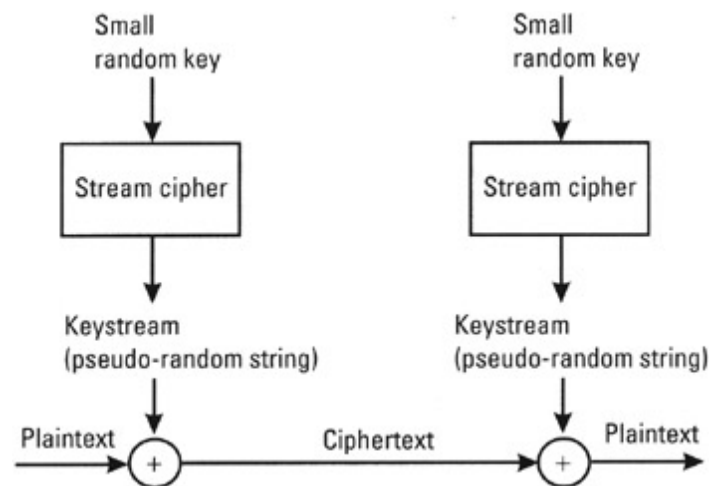 Small
random key
Small
random key
Stream cipher
Stream cipher
Keystream
(pseudo-random string)
Keystream
(pseudo-random string)
Plaintext
+
Ciphertext
+
Plaintext